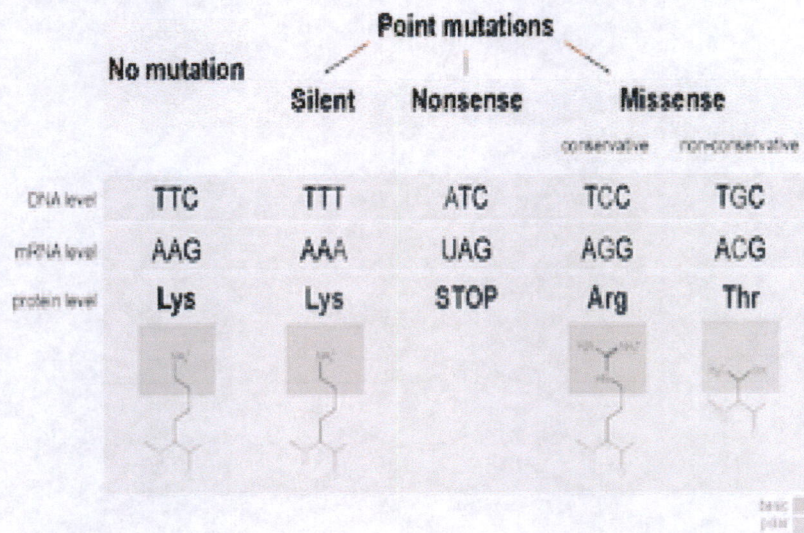 Point mutations
No mutation
Silent Nonsense Missense
conservative non-conservative
DNA level TTC TTT ATC TCC TGC
mRNA level AAG AAA UAG AGG ACG
protein level Lys Lys STOP Arg Thr
basic
polar